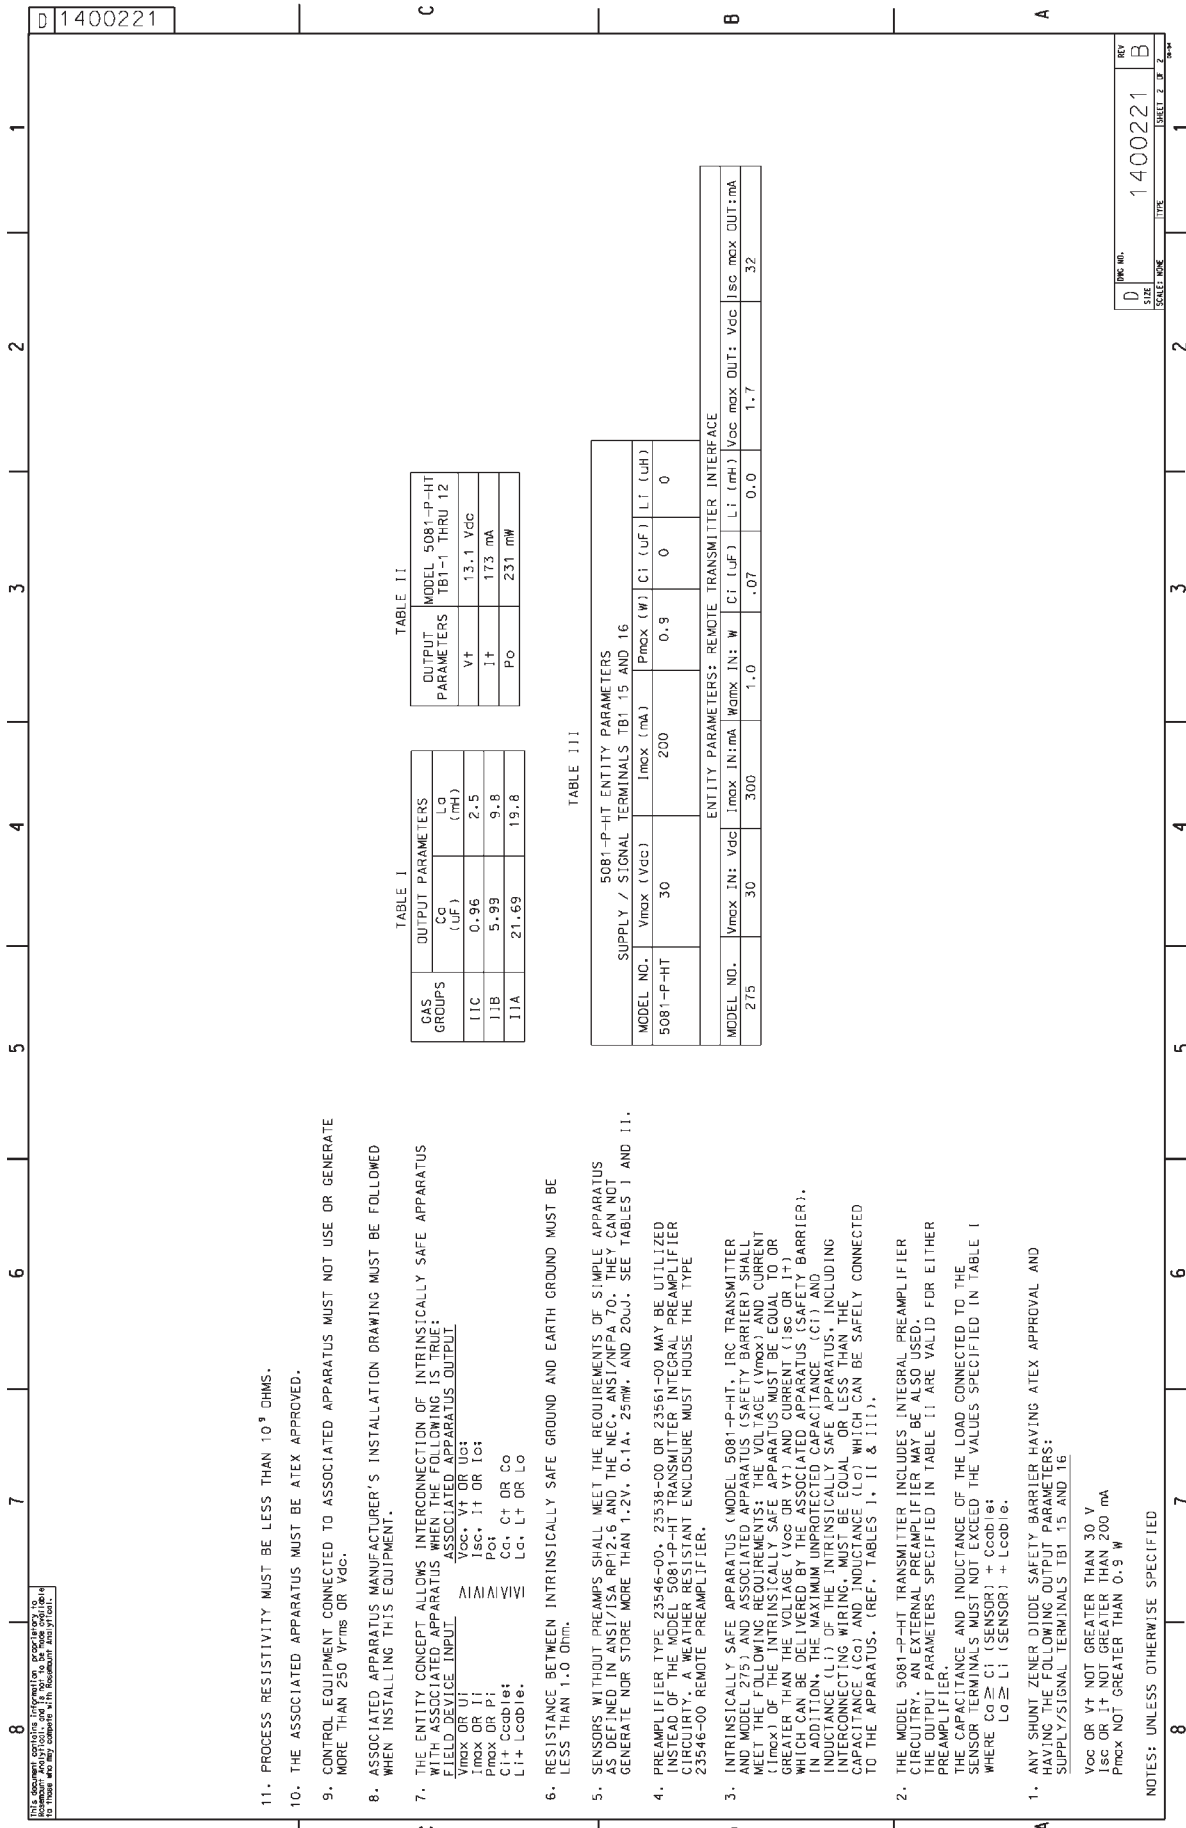 This document contains information proprietary to
Rosemount Analytical, and is not to be made available
to those who may compete with Rosemount Analytical.
D 1400221
8 7 6 5 4 3 2 1
C
B
A
11. PROCESS RESISTIVITY MUST BE LESS THAN 10⁹ OHMS.
10. THE ASSOCIATED APPARATUS MUST BE ATEX APPROVED.
9. CONTROL EQUIPMENT CONNECTED TO ASSOCIATED APPARATUS MUST NOT USE OR GENERATE
MORE THAN 250 Vrms OR Vdc.
8. ASSOCIATED APPARATUS MANUFACTURER'S INSTALLATION DRAWING MUST BE FOLLOWED
WHEN INSTALLING THIS EQUIPMENT.
7. THE ENTITY CONCEPT ALLOWS INTERCONNECTION OF INTRINSICALLY SAFE APPARATUS
WITH ASSOCIATED APPARATUS WHEN THE FOLLOWING IS TRUE:
FIELD DEVICE INPUT ASSOCIATED APPARATUS OUTPUT
Vmax OR Ui ≥ Voc, Vt OR Uo;
Imax OR Ii ≥ Isc, It OR Io;
Pmax OR Pi ≥ Po;
Ci+ Ccable; ≤ Ca, Ct OR Co
Li+ Lcable. ≤ La, Lt OR Lo
6. RESISTANCE BETWEEN INTRINSICALLY SAFE GROUND AND EARTH GROUND MUST BE
LESS THAN 1.0 Ohm.
5. SENSORS WITHOUT PREAMPS SHALL MEET THE REQUIREMENTS OF SIMPLE APPARATUS
AS DEFINED IN ANSI/ISA RP12.6 AND THE NEC, ANSI/NFPA 70. THEY CAN NOT
GENERATE NOR STORE MORE THAN 1.2V, 0.1A, 25mW, AND 20uJ. SEE TABLES I AND II.
4. PREAMPLIFIER TYPE 23546-00, 23538-00 OR 23561-00 MAY BE UTILIZED
INSTEAD OF THE MODEL 5081-P-HT TRANSMITTER INTEGRAL PREAMPLIFIER
CIRCUITRY. A WEATHER RESISTANT ENCLOSURE MUST HOUSE THE TYPE
23546-00 REMOTE PREAMPLIFIER.
3. INTRINSICALLY SAFE APPARATUS (MODEL 5081-P-HT, IRC TRANSMITTER
AND MODEL 275) AND ASSOCIATED APPARATUS (SAFETY BARRIER) SHALL
MEET THE FOLLOWING REQUIREMENTS: THE VOLTAGE (Vmax) AND CURRENT
(Imax) OF THE INTRINSICALLY SAFE APPARATUS MUST BE EQUAL TO OR
GREATER THAN THE VOLTAGE (Voc OR Vt) AND CURRENT (Isc OR It)
WHICH CAN BE DELIVERED BY THE ASSOCIATED APPARATUS (SAFETY BARRIER).
IN ADDITION, THE MAXIMUM UNPROTECTED CAPACITANCE (Ci) AND
INDUCTANCE (Li) OF THE INTRINSICALLY SAFE APPARATUS, INCLUDING
INTERCONNECTING WIRING, MUST BE EQUAL OR LESS THAN THE
CAPACITANCE (Ca) AND INDUCTANCE (La) WHICH CAN BE SAFELY CONNECTED
TO THE APPARATUS. (REF. TABLES I, II & III).
2. THE MODEL 5081-P-HT TRANSMITTER INCLUDES INTEGRAL PREAMPLIFIER
CIRCUITRY. AN EXTERNAL PREAMPLIFIER MAY BE ALSO USED.
THE OUTPUT PARAMETERS SPECIFIED IN TABLE II ARE VALID FOR EITHER
PREAMPLIFIER.
THE CAPACITANCE AND INDUCTANCE OF THE LOAD CONNECTED TO THE
SENSOR TERMINALS MUST NOT EXCEED THE VALUES SPECIFIED IN TABLE I
WHERE Ca ≥ Ci (SENSOR) + Ccable;
La ≥ Li (SENSOR) + Lcable.
1. ANY SHUNT ZENER DIODE SAFETY BARRIER HAVING ATEX APPROVAL AND
HAVING THE FOLLOWING OUTPUT PARAMETERS:
SUPPLY/SIGNAL TERMINALS TB1 15 AND 16
Voc OR Vt NOT GREATER THAN 30 V
Isc OR It NOT GREATER THAN 200 mA
Pmax NOT GREATER THAN 0.9 W
NOTES: UNLESS OTHERWISE SPECIFIED
TABLE I
GAS GROUPS OUTPUT PARAMETERS
Ca (uF) La (mH)
IIC 0.96 2.5
IIB 5.99 9.8
IIA 21.69 19.8
TABLE II
OUTPUT PARAMETERS MODEL 5081-P-HT TB1-1 THRU 12
Vt 13.1 Vdc
It 173 mA
Po 231 mW
TABLE III
5081-P-HT ENTITY PARAMETERS
SUPPLY / SIGNAL TERMINALS TB1 15 AND 16
MODEL NO. Vmax (Vdc) Imax (mA) Pmax (W) Ci (uF) Li (uH)
5081-P-HT 30 200 0.9 0 0
ENTITY PARAMETERS: REMOTE TRANSMITTER INTERFACE
MODEL NO. Vmax IN: Vdc Imax IN:mA Wamx IN: W Ci (uF) Li (mH) Voc max OUT: Vdc Isc max OUT:mA
275 30 300 1.0 .07 0.0 1.7 32
D
SIZE
DWG NO.
1400221
REV
B
SCALE: NONE
TYPE
SHEET 2 OF 2
8 7 6 5 4 3 2 1